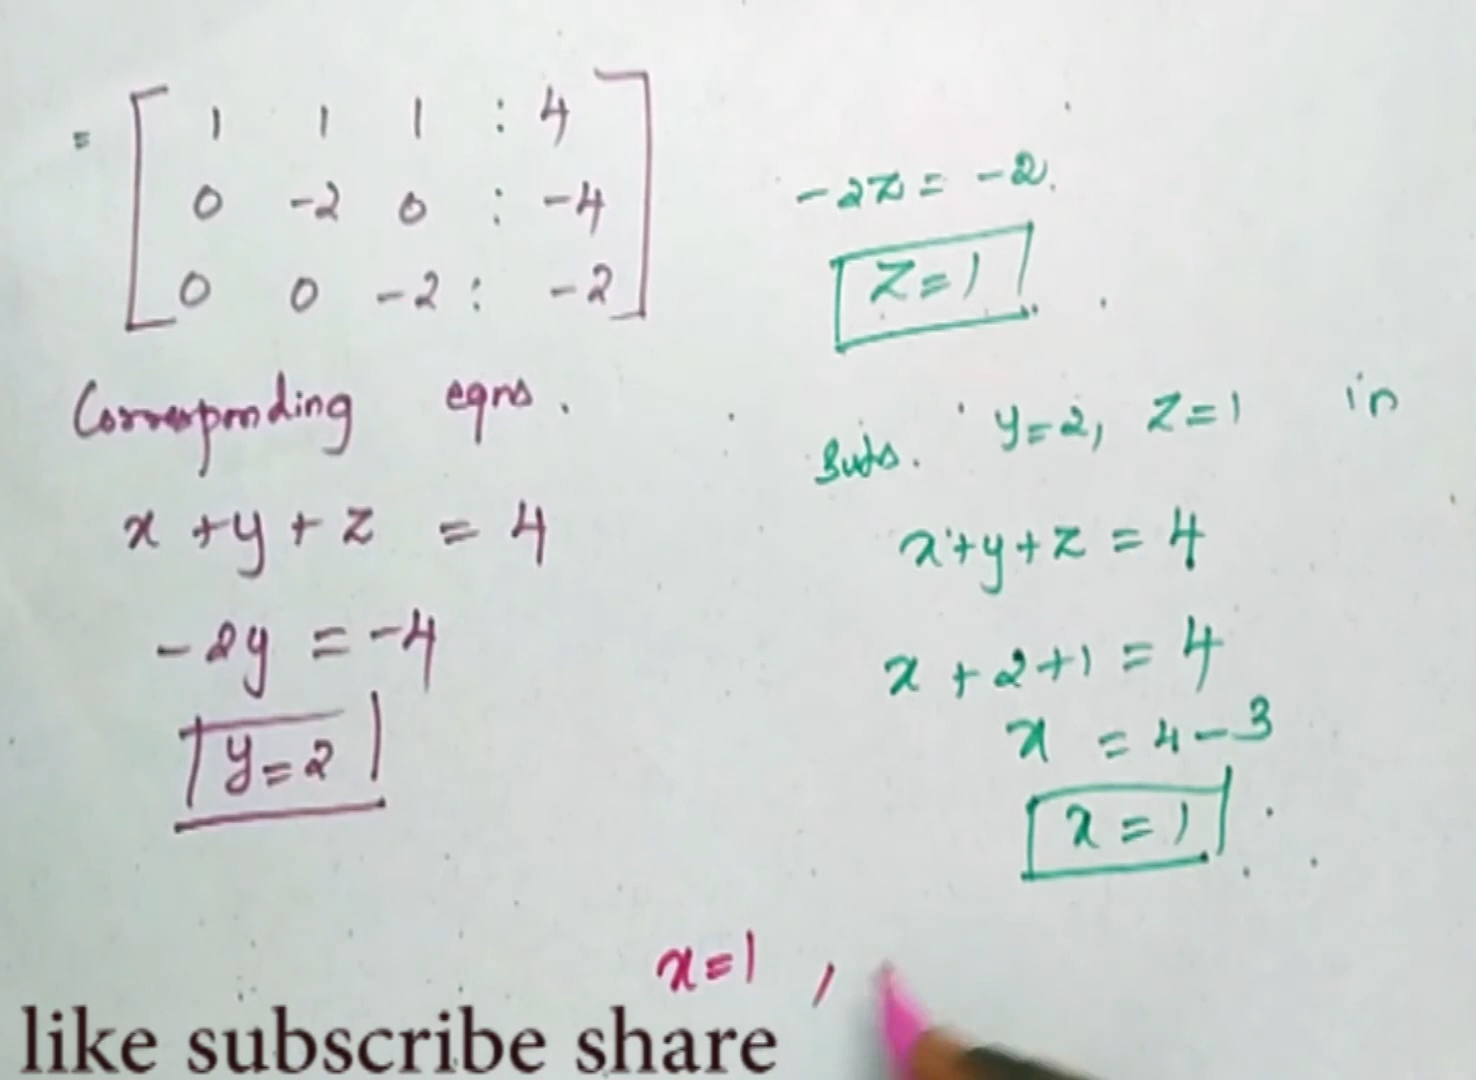 = [ 1 1 1 : 4
0 -2 0 : -4
0 0 -2 : -2 ]
Corresponding eqns.
x + y + z = 4
-2y = -4
y=2
-2z = -2.
z=1
Subs. y=2, z=1 in
x+y+z = 4
x + 2+1 = 4
x = 4-3
x = 1
x=1 ,
like subscribe share